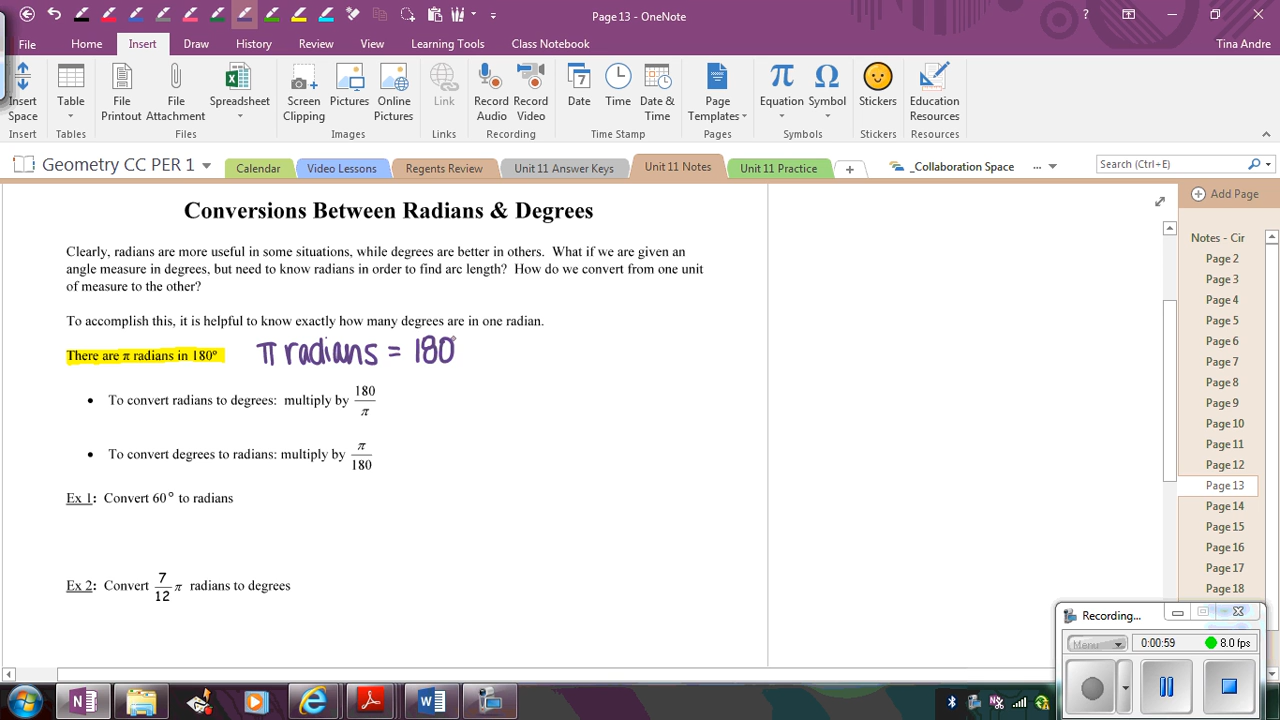 Page 13 - OneNote
?
File
Home
Insert
Draw
History
Review
View
Learning Tools
Class Notebook
Tina Andre
Insert Space
Table
File Printout
File Attachment
Spreadsheet
Screen Clipping
Pictures
Online Pictures
Link
Record Audio
Record Video
Date
Time
Date & Time
Page Templates
Equation
Symbol
Stickers
Education Resources
Insert
Tables
Files
Images
Links
Recording
Time Stamp
Pages
Symbols
Stickers
Resources
Geometry CC PER 1
Calendar
Video Lessons
Regents Review
Unit 11 Answer Keys
Unit 11 Notes
Unit 11 Practice
_Collaboration Space
...
Search (Ctrl+E)
Conversions Between Radians & Degrees
Clearly, radians are more useful in some situations, while degrees are better in others. What if we are given an
angle measure in degrees, but need to know radians in order to find arc length? How do we convert from one unit
of measure to the other?
To accomplish this, it is helpful to know exactly how many degrees are in one radian.
There are π radians in 180°
π radians = 180°
• To convert radians to degrees: multiply by 180/π
• To convert degrees to radians: multiply by π/180
Ex 1: Convert 60° to radians
Ex 2: Convert 7/12 π radians to degrees
Add Page
Notes - Cir
Page 2
Page 3
Page 4
Page 5
Page 6
Page 7
Page 8
Page 9
Page 10
Page 11
Page 12
Page 13
Page 14
Page 15
Page 16
Page 17
Page 18
Recording...
Menu
0:00:59
8.0 fps